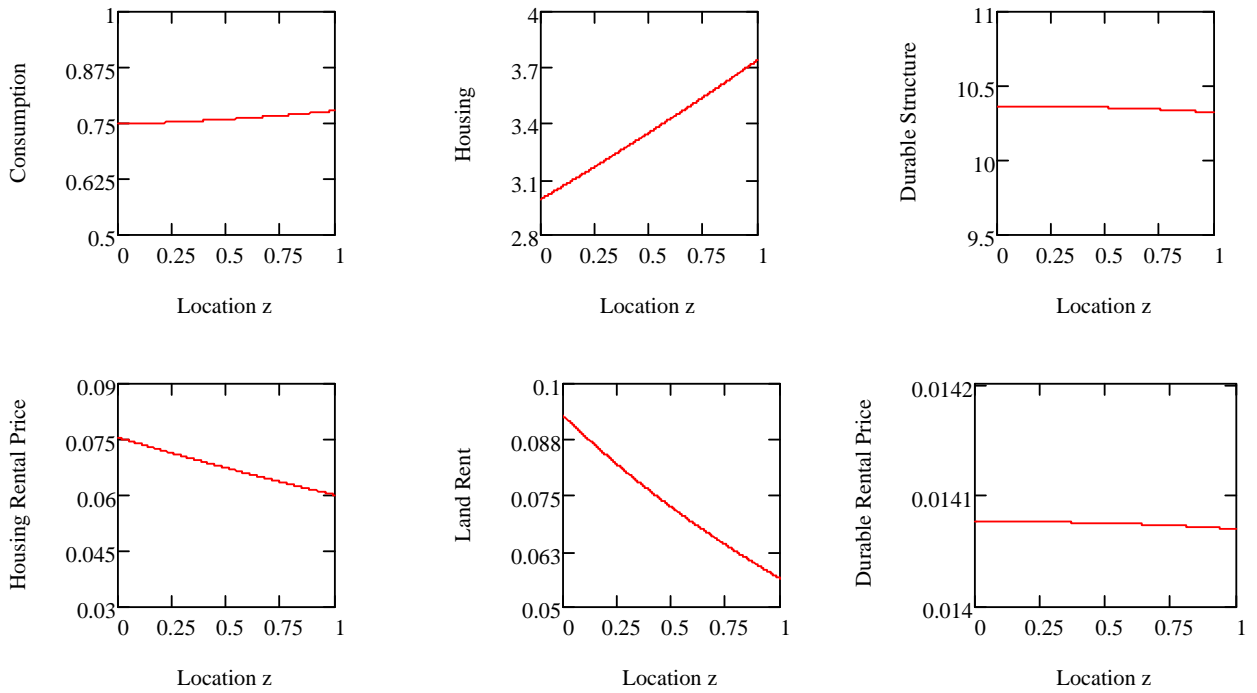 Consumption
1
0.875
0.75
0.625
0.5
0 0.25 0.5 0.75 1
Location z
Housing
4
3.7
3.4
3.1
2.8
0 0.25 0.5 0.75 1
Location z
Durable Structure
11
10.5
10
9.5
0 0.25 0.5 0.75 1
Location z
Housing Rental Price
0.09
0.075
0.06
0.045
0.03
0 0.25 0.5 0.75 1
Location z
Land Rent
0.1
0.088
0.075
0.063
0.05
0 0.25 0.5 0.75 1
Location z
Durable Rental Price
0.0142
0.0141
0.014
0 0.25 0.5 0.75 1
Location z